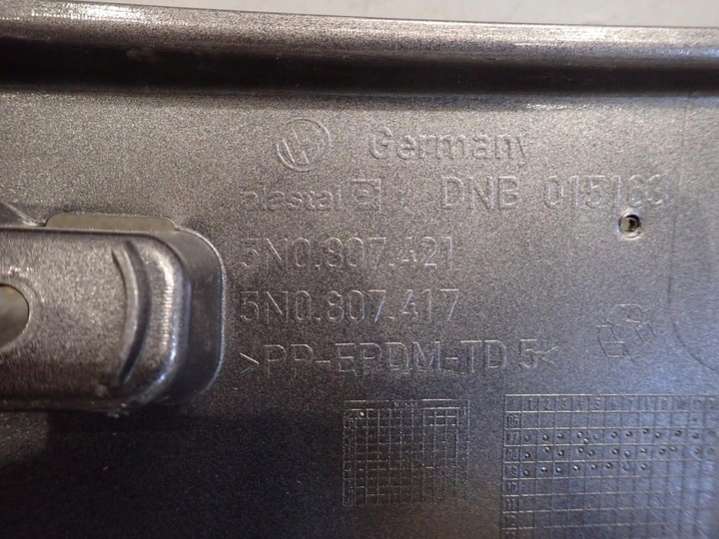 Germany
plastal DNB 015163
5N0.807.421
5N0.807.417
>PP-EPDM-TD 5<